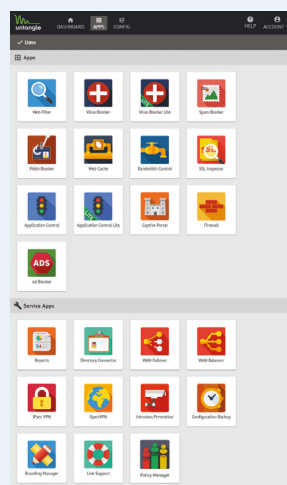 untangle
DASHBOARD APPS CONFIG HELP ACCOUNT
Done
Apps
Web Filter Virus Blocker Virus Blocker Lite Spam Blocker
LITE
Phish Blocker Web Cache Bandwidth Control SSL Inspector
SSL
Application Control Application Control Lite Captive Portal Firewall
LITE
ADS
Ad Blocker
Service Apps
Reports Directory Connector WAN Failover WAN Balancer
IPsec VPN OpenVPN Intrusion Prevention Configuration Backup
Branding Manager Live Support Policy Manager